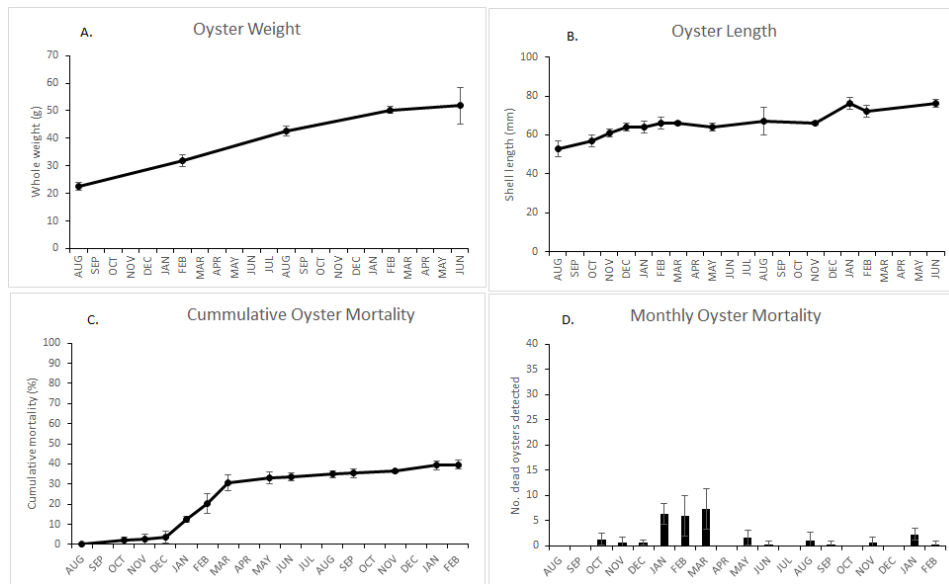 A.
Oyster Weight
Whole weight (g)
70
60
50
40
30
20
10
0
AUG SEP OCT NOV DEC JAN FEB MAR APR MAY JUN JUL AUG SEP OCT NOV DEC JAN FEB MAR APR MAY JUN
B.
Oyster Length
Shell length (mm)
100
80
60
40
20
0
AUG SEP OCT NOV DEC JAN FEB MAR APR MAY JUN JUL AUG SEP OCT NOV DEC JAN FEB MAR APR MAY JUN
C.
Cummulative Oyster Mortality
Cumulative mortality (%)
100
90
80
70
60
50
40
30
20
10
0
AUG SEP OCT NOV DEC JAN FEB MAR APR MAY JUN JUL AUG SEP OCT NOV DEC JAN FEB
D.
Monthly Oyster Mortality
No. dead oysters detected
40
35
30
25
20
15
10
5
0
AUG SEP OCT NOV DEC JAN FEB MAR APR MAY JUN JUL AUG SEP OCT NOV DEC JAN FEB